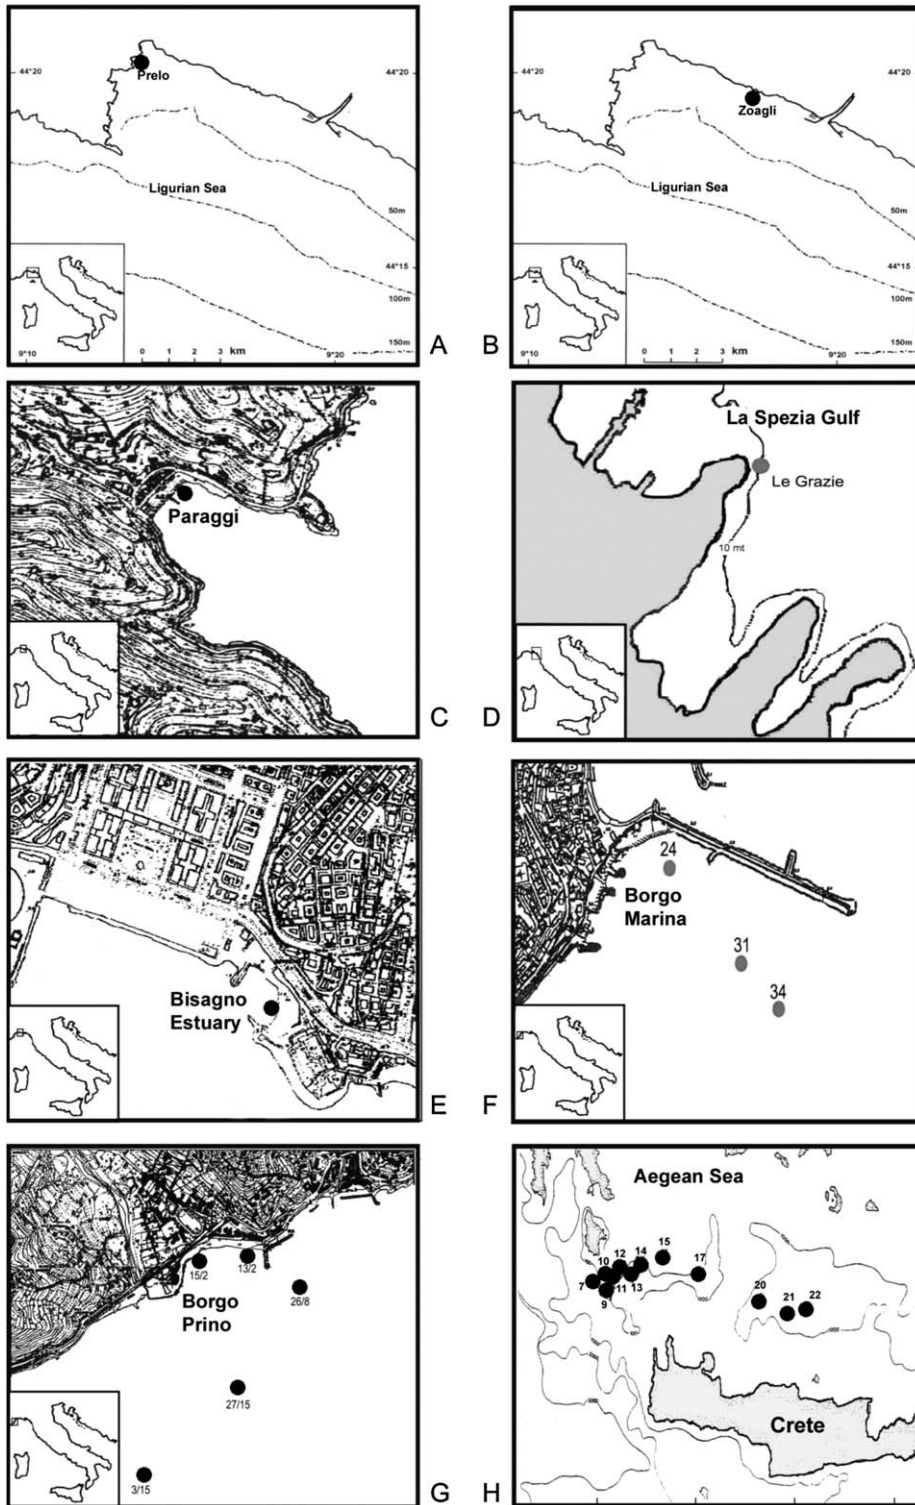 44°20
Prelo
Ligurian Sea
50m
44°15
100m
150m
9°10
0 1 2 3 km
9°20
A
44°20
Zoagli
Ligurian Sea
50m
44°15
100m
150m
9°10
0 1 2 3 km
9°20
B
Paraggi
C
La Spezia Gulf
Le Grazie
10 mt
D
Bisagno
Estuary
E
24
Borgo
Marina
31
34
F
15/2
13/2
Borgo
Prino
26/8
27/15
3/15
G
Aegean Sea
15
14
12
10
17
7
11
13
9
20
21
22
Crete
H